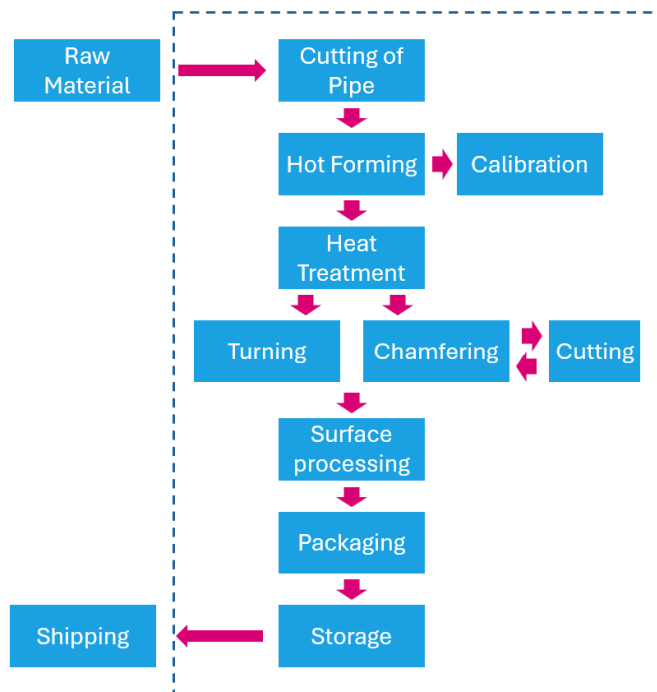 Raw
Material
Cutting of
Pipe
Hot Forming
Calibration
Heat
Treatment
Turning
Chamfering
Cutting
Surface
processing
Packaging
Shipping
Storage